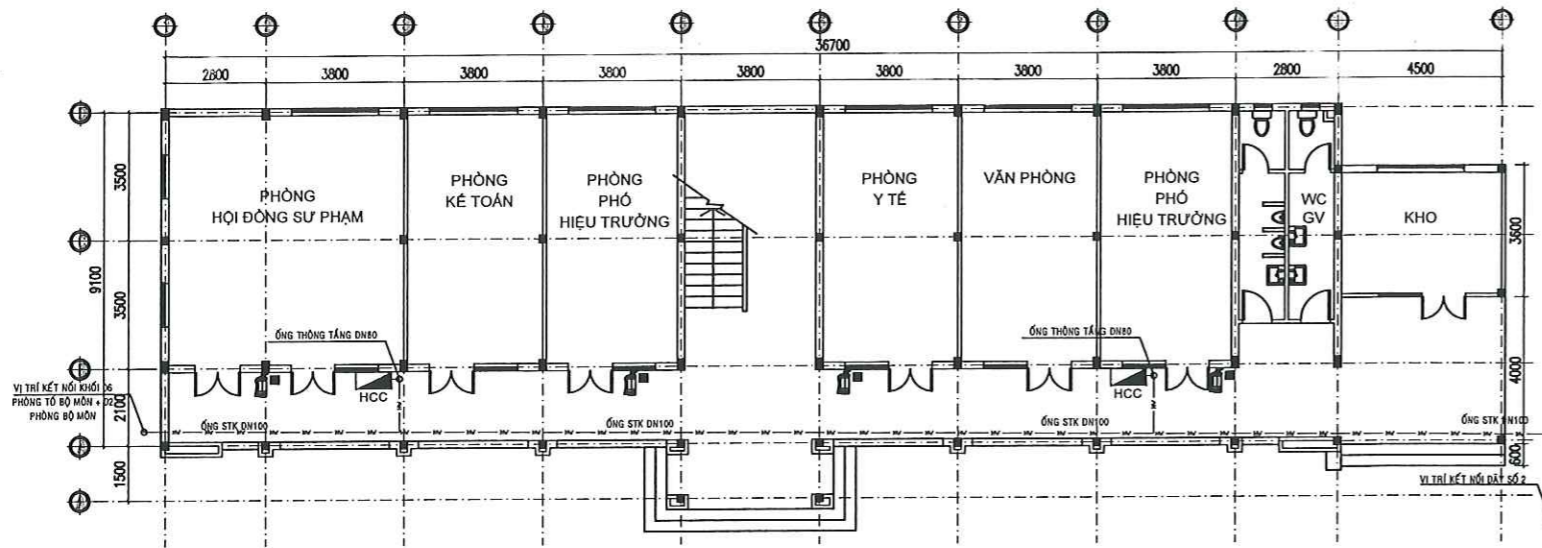 36700
2800
3800
3800
3800
3800
3800
3800
3800
2800
4500
9100
3500
3500
2100
1500
3600
4000
600
PHÒNG
HỘI ĐỒNG SƯ PHẠM
PHÒNG
KẾ TOÁN
PHÒNG
PHÓ
HIỆU TRƯỞNG
PHÒNG
Y TẾ
VĂN PHÒNG
PHÒNG
PHÓ
HIỆU TRƯỞNG
WC
GV
KHO
ỐNG THÔNG TẦNG DN80
ỐNG THÔNG TẦNG DN80
HCC
HCC
VỊ TRÍ KẾT NỐI KHỐI 06
PHÒNG TỔ BỘ MÔN + 02
PHÒNG BỘ MÔN
ỐNG STK DN100
ỐNG STK DN100
ỐNG STK DN100
ỐNG STK DN100
VỊ TRÍ KẾT NỐI DÃY SỐ 2